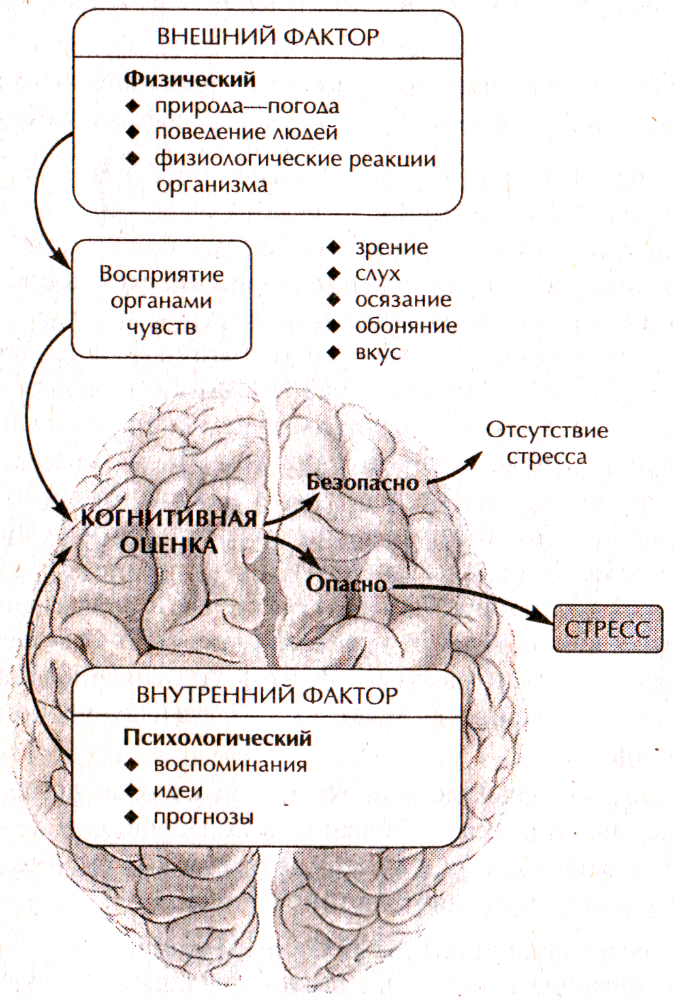 ВНЕШНИЙ ФАКТОР
Физический
◆ природа—погода
◆ поведение людей
◆ физиологические реакции
организма
Восприятие
органами
чувств
◆ зрение
◆ слух
◆ осязание
◆ обоняние
◆ вкус
Отсутствие
стресса
Безопасно
КОГНИТИВНАЯ
ОЦЕНКА
Опасно
СТРЕСС
ВНУТРЕННИЙ ФАКТОР
Психологический
◆ воспоминания
◆ идеи
◆ прогнозы